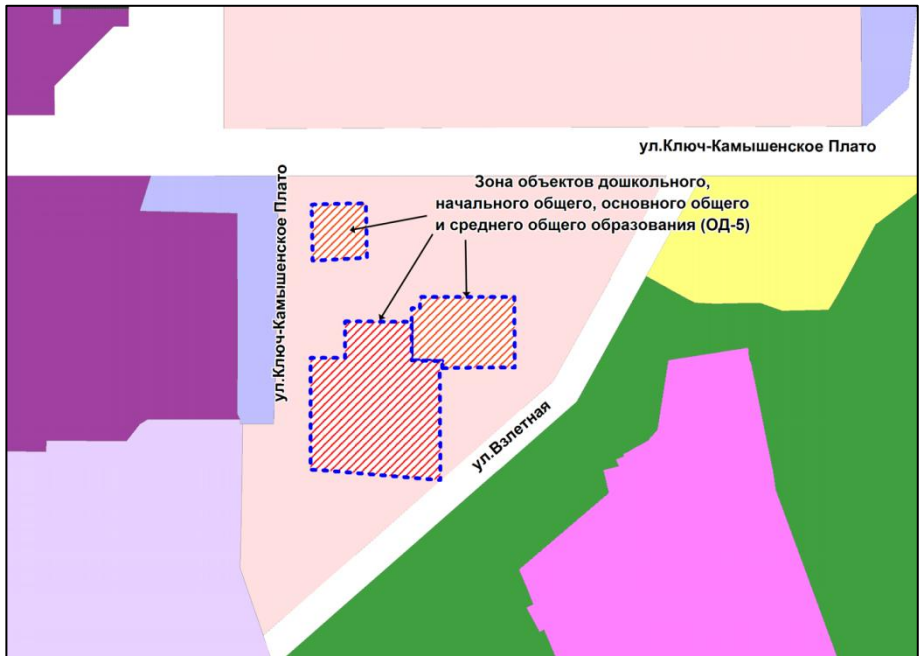 ул.Ключ-Камышенское Плато
ул.Ключ-Камышенское Плато
Зона объектов дошкольного,
начального общего, основного общего
и среднего общего образования (ОД-5)
ул.Взлетная